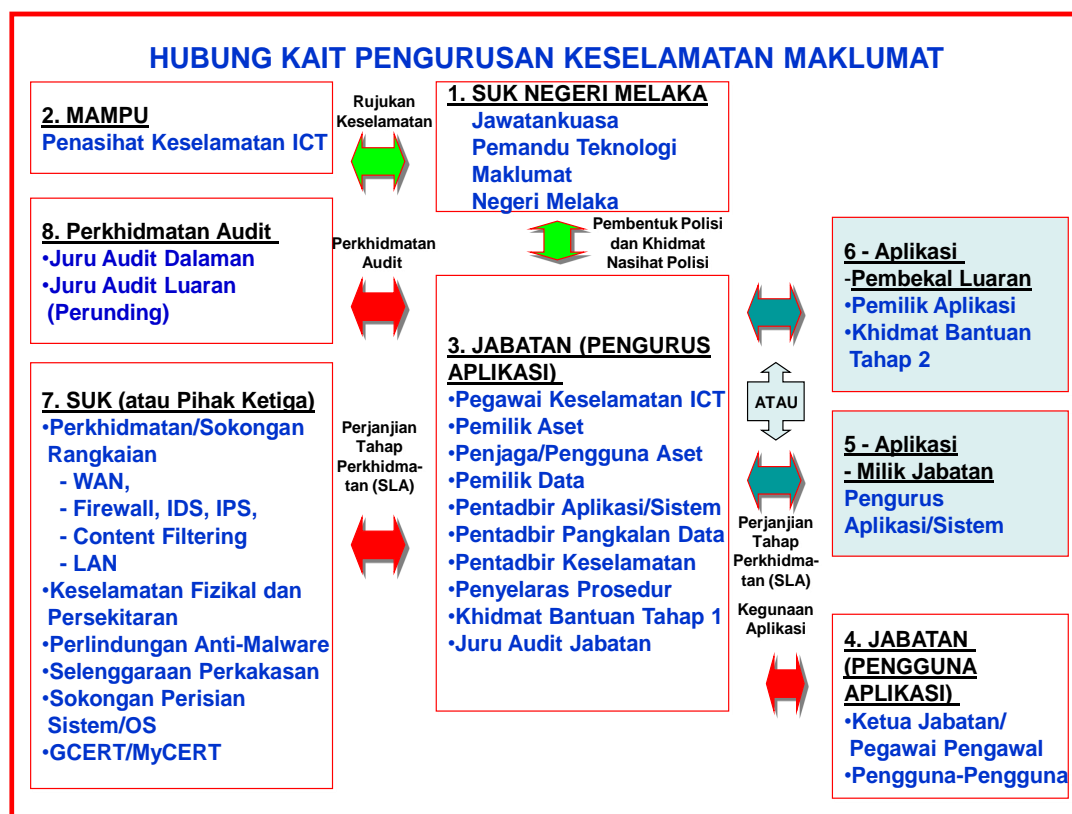 HUBUNG KAIT PENGURUSAN KESELAMATAN MAKLUMAT
2. MAMPU
Penasihat Keselamatan ICT
Rujukan
Keselamatan
1. SUK NEGERI MELAKA
Jawatankuasa
Pemandu Teknologi
Maklumat
Negeri Melaka
8. Perkhidmatan Audit
•Juru Audit Dalaman
•Juru Audit Luaran
(Perunding)
Perkhidmatan
Audit
Pembentuk Polisi
dan Khidmat
Nasihat Polisi
6 - Aplikasi
-Pembekal Luaran
•Pemilik Aplikasi
•Khidmat Bantuan
Tahap 2
3. JABATAN (PENGURUS
APLIKASI)
•Pegawai Keselamatan ICT
•Pemilik Aset
•Penjaga/Pengguna Aset
•Pemilik Data
•Pentadbir Aplikasi/Sistem
•Pentadbir Pangkalan Data
•Pentadbir Keselamatan
•Penyelaras Prosedur
•Khidmat Bantuan Tahap 1
•Juru Audit Jabatan
ATAU
7. SUK (atau Pihak Ketiga)
•Perkhidmatan/Sokongan
Rangkaian
- WAN,
- Firewall, IDS, IPS,
- Content Filtering
- LAN
•Keselamatan Fizikal dan
Persekitaran
•Perlindungan Anti-Malware
•Selenggaraan Perkakasan
•Sokongan Perisian
Sistem/OS
•GCERT/MyCERT
Perjanjian
Tahap
Perkhidma-
tan (SLA)
5 - Aplikasi
- Milik Jabatan
Pengurus
Aplikasi/Sistem
Perjanjian
Tahap
Perkhidma-
tan (SLA)
Kegunaan
Aplikasi
4. JABATAN
(PENGGUNA
APLIKASI)
•Ketua Jabatan/
Pegawai Pengawal
•Pengguna-Pengguna